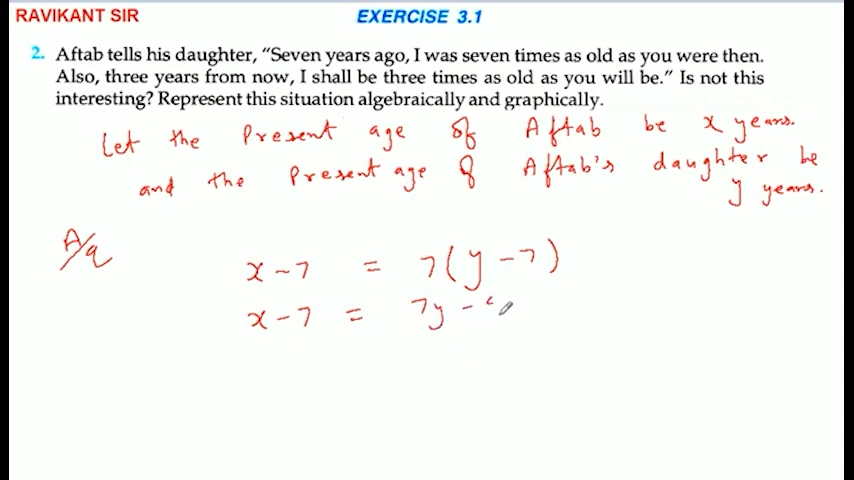 RAVIKANT SIR
EXERCISE 3.1
2. Aftab tells his daughter, “Seven years ago, I was seven times as old as you were then.
Also, three years from now, I shall be three times as old as you will be.” Is not this
interesting? Represent this situation algebraically and graphically.
Let the Present age of Aftab be x years.
and the Present age of Aftab's daughter be
y years.
A/q
x - 7 = 7(y - 7)
x - 7 = 7y -